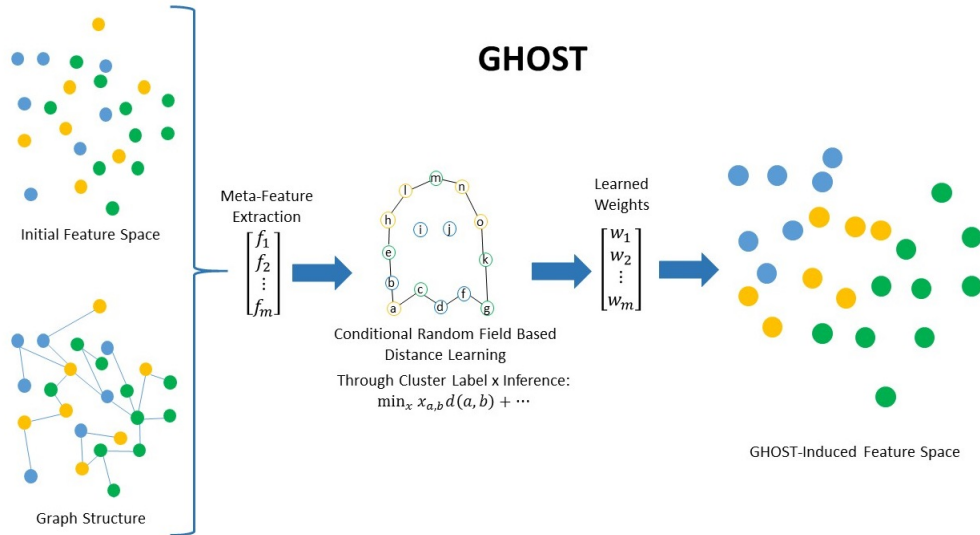 GHOST
Initial Feature Space
Graph Structure
Meta-Feature
Extraction
f₁
f₂
⋮
fₘ
m
l
n
h
o
i
j
e
k
b
c
f
a
d
g
Conditional Random Field Based
Distance Learning
Through Cluster Label x Inference:
minₓ xₐ,ᵦd(a, b) + ⋯
Learned
Weights
w₁
w₂
⋮
wₘ
GHOST-Induced Feature Space